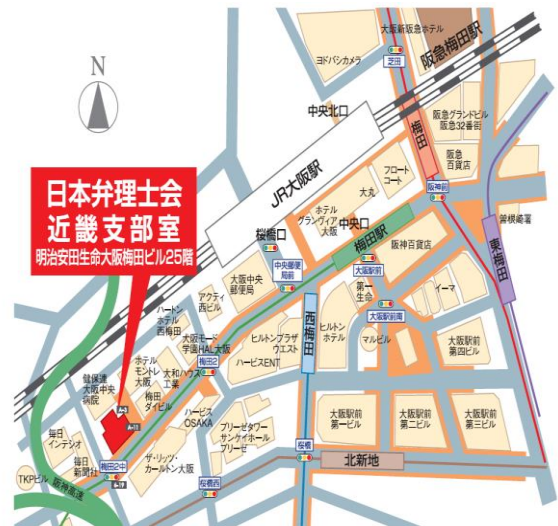 大阪新阪急ホテル
阪急梅田駅
ヨドバシカメラ
芝田
N
中央北口
梅田
阪急グランドビル
阪急32番街
阪急
百貨店
JR大阪駅
フロート
コート
大丸
阪神前
日本弁理士会
近畿支部室
明治安田生命大阪梅田ビル25階
ホテル
グランヴィア
大阪
中央口
曽根崎署
桜橋口
梅田駅
阪神百貨店
東梅田
中央郵便
局前
大阪駅前
大阪中央
郵便局
第一
生命
イーマ
アクティ
西ビル
大阪駅前南
ハートン
ホテル
西梅田
西梅田
大阪モード
学園HAL大阪
ヒルトンプラザ
ウエスト
ヒルトン
ホテル
マルビル
大阪駅前
第四ビル
ホテル
モントレ
大阪
梅田2
ハービスENT
健保連
大阪中央
病院
大和ハウス
工業
梅田
ダイビル
ハービス
OSAKA
A-5
A-11
大阪駅前
第一ビル
大阪駅前
第二ビル
大阪駅前
第三ビル
ブリーゼタワー
サンケイホール
ブリーゼ
毎日
インテシオ
桜橋
毎日
新聞社
梅田2中
ザ・リッツ・
カールトン大阪
北新地
TKPビル
阪神高速
桜橋西